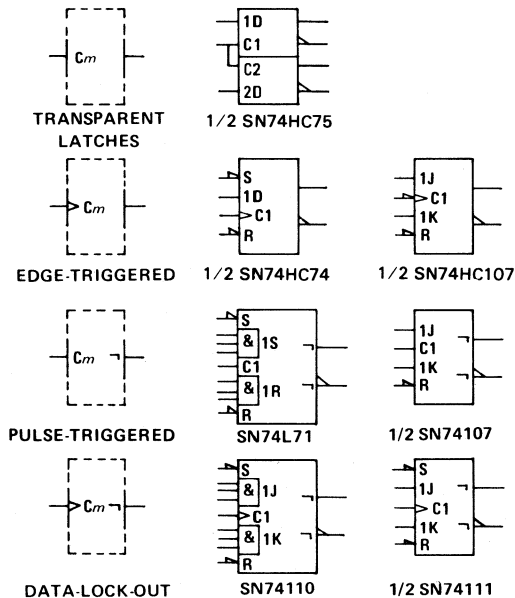 1D
C1
C2
2D
Cm
TRANSPARENT
LATCHES
1/2 SN74HC75
S
1D
C1
R
1J
C1
1K
R
Cm
EDGE-TRIGGERED
1/2 SN74HC74
1/2 SN74HC107
S
& 1S
C1
& 1R
R
1J
C1
1K
R
Cm ¬
PULSE-TRIGGERED
SN74L71
1/2 SN74107
S
& 1J
C1
& 1K
R
S
1J
C1
1K
R
Cm ¬
DATA-LOCK-OUT
SN74110
1/2 SN74111